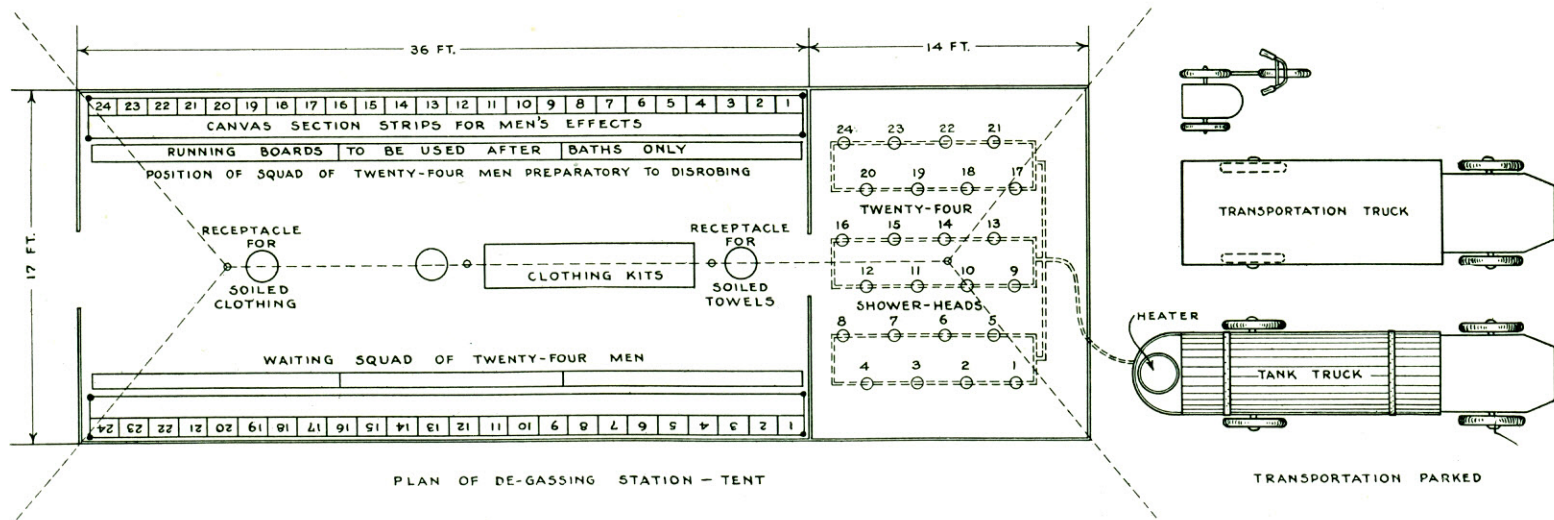 36 FT.
14 FT.
17 FT.
24 23 22 21 20 19 18 17 16 15 14 13 12 11 10 9 8 7 6 5 4 3 2 1
CANVAS SECTION STRIPS FOR MEN'S EFFECTS
RUNNING BOARDS TO BE USED AFTER BATHS ONLY
POSITION OF SQUAD OF TWENTY-FOUR MEN PREPARATORY TO DISROBING
RECEPTACLE
FOR
SOILED
CLOTHING
CLOTHING KITS
RECEPTACLE
FOR
SOILED
TOWELS
WAITING SQUAD OF TWENTY-FOUR MEN
24 23 22 21 20 19 18 17 16 15 14 13 12 11 10 9 8 7 6 5 4 3 2 1
24 23 22 21
20 19 18 17
TWENTY-FOUR
16 15 14 13
12 11 10 9
SHOWER-HEADS
8 7 6 5
4 3 2 1
TRANSPORTATION TRUCK
HEATER
TANK TRUCK
PLAN OF DE-GASSING STATION – TENT
TRANSPORTATION PARKED